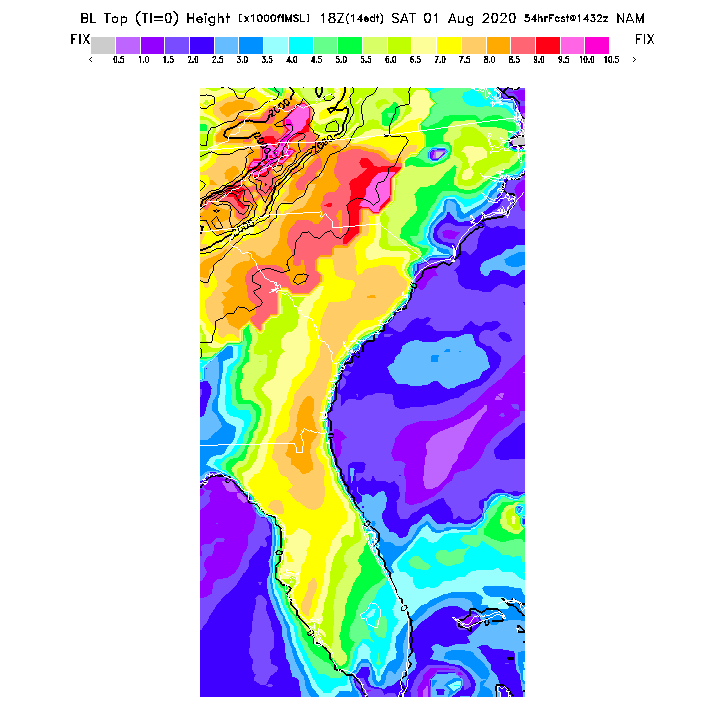 BL Top (TI=0) Height [x1000ftMSL] 18Z(14edt) SAT 01 Aug 2020 54hrFcst@1432z NAM
FIX FIX
< 0.5 1.0 1.5 2.0 2.5 3.0 3.5 4.0 4.5 5.0 5.5 6.0 6.5 7.0 7.5 8.0 8.5 9.0 9.5 10.0 10.5 >
2000
2000